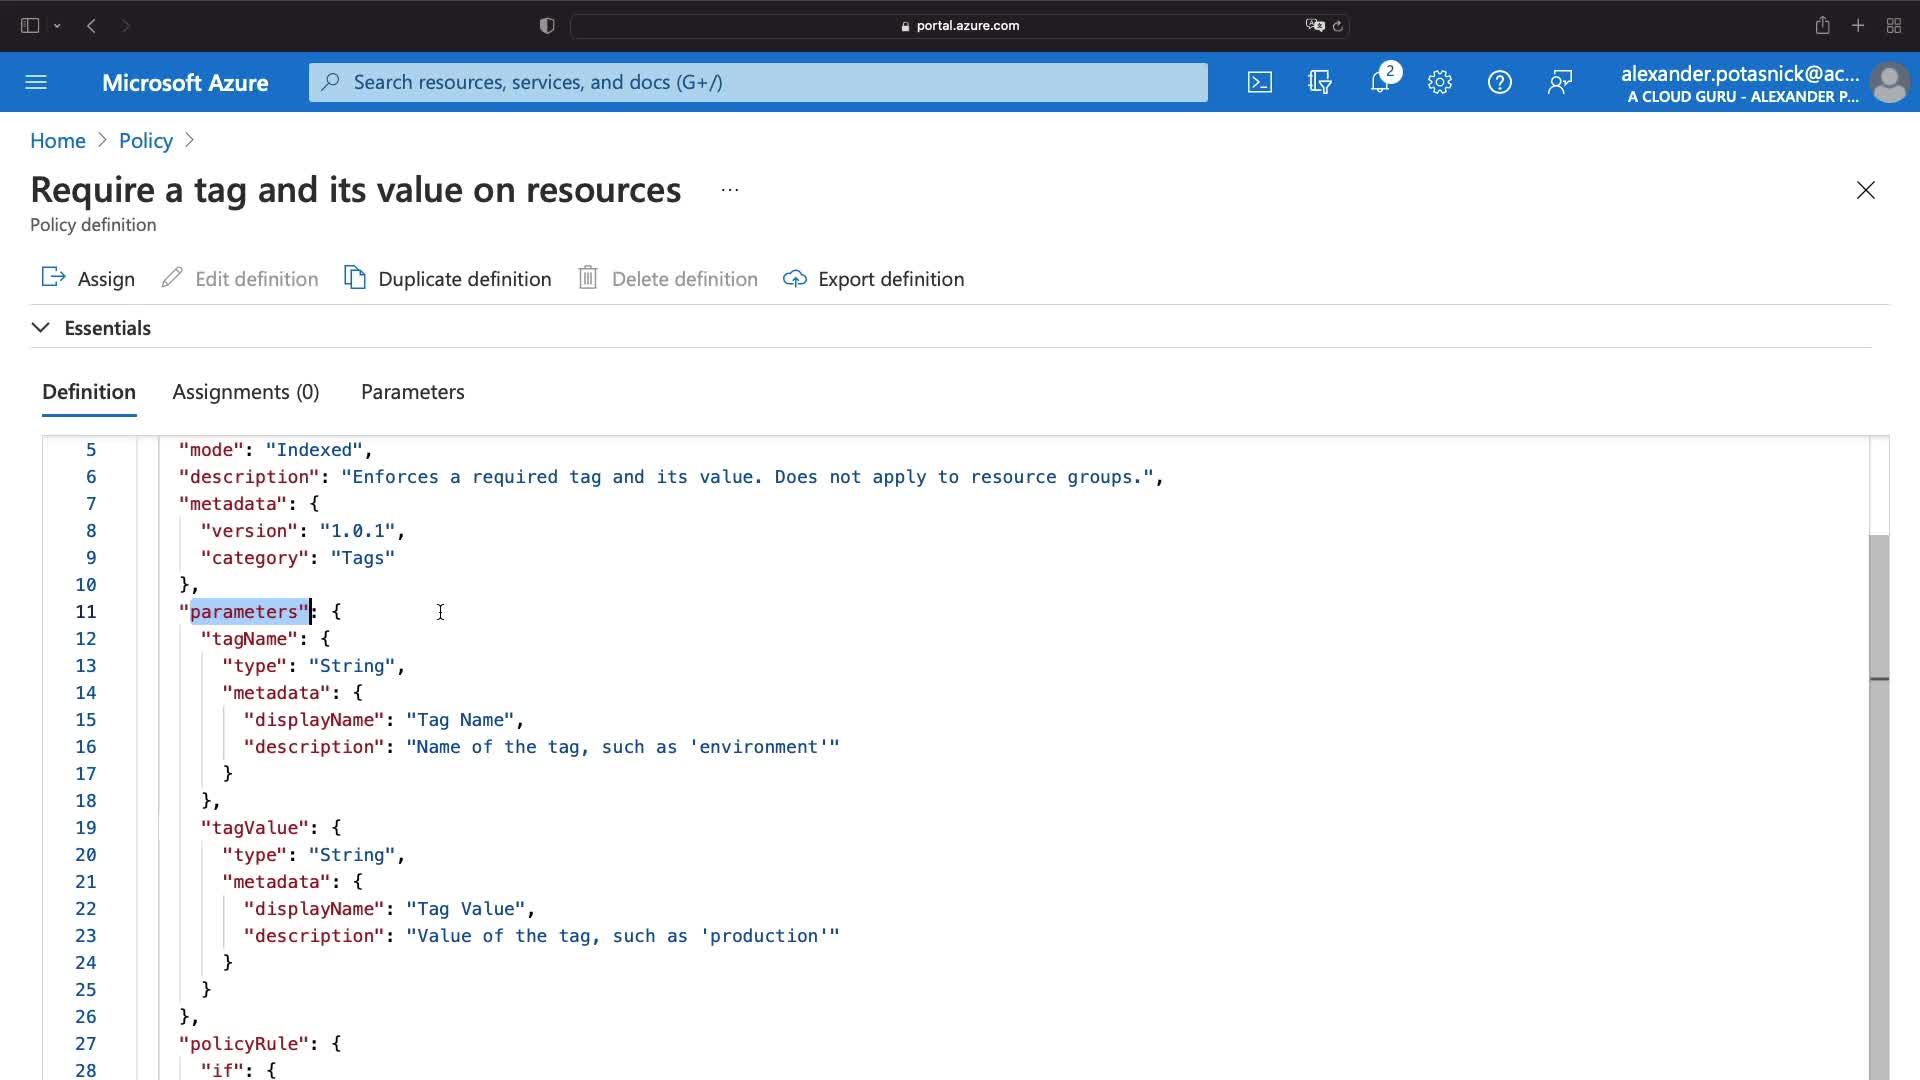 portal.azure.com
Microsoft Azure
Search resources, services, and docs (G+/)
2
alexander.potasnick@ac...
A CLOUD GURU - ALEXANDER P...
Home > Policy >
Require a tag and its value on resources ...
Policy definition
Assign Edit definition Duplicate definition Delete definition Export definition
Essentials
Definition Assignments (0) Parameters
5 "mode": "Indexed",
6 "description": "Enforces a required tag and its value. Does not apply to resource groups.",
7 "metadata": {
8 "version": "1.0.1",
9 "category": "Tags"
10 },
11 "parameters": {
12 "tagName": {
13 "type": "String",
14 "metadata": {
15 "displayName": "Tag Name",
16 "description": "Name of the tag, such as 'environment'"
17 }
18 },
19 "tagValue": {
20 "type": "String",
21 "metadata": {
22 "displayName": "Tag Value",
23 "description": "Value of the tag, such as 'production'"
24 }
25 }
26 },
27 "policyRule": {
28 "if": {